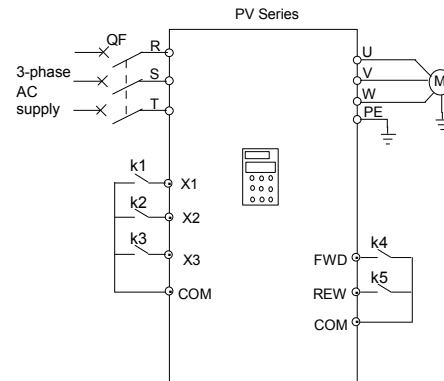 PV Series
QF
R
3-phase
S
AC
supply
T
U
V
W
PE
M
k1
X1
k2
X2
k3
X3
COM
k4
FWD
k5
REW
COM